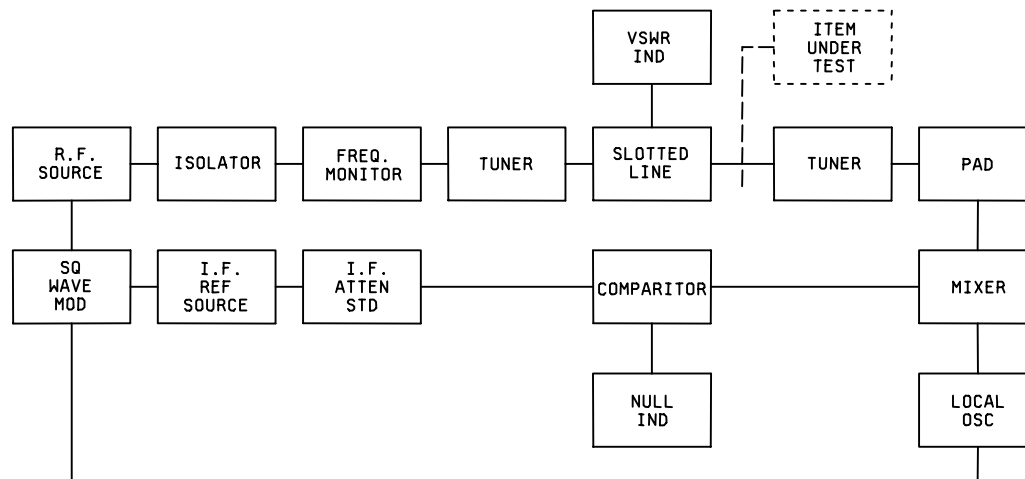 VSWR
IND
ITEM
UNDER
TEST
R.F.
SOURCE
ISOLATOR
FREQ.
MONITOR
TUNER
SLOTTED
LINE
TUNER
PAD
SQ
WAVE
MOD
I.F.
REF
SOURCE
I.F.
ATTEN
STD
COMPARITOR
MIXER
NULL
IND
LOCAL
OSC